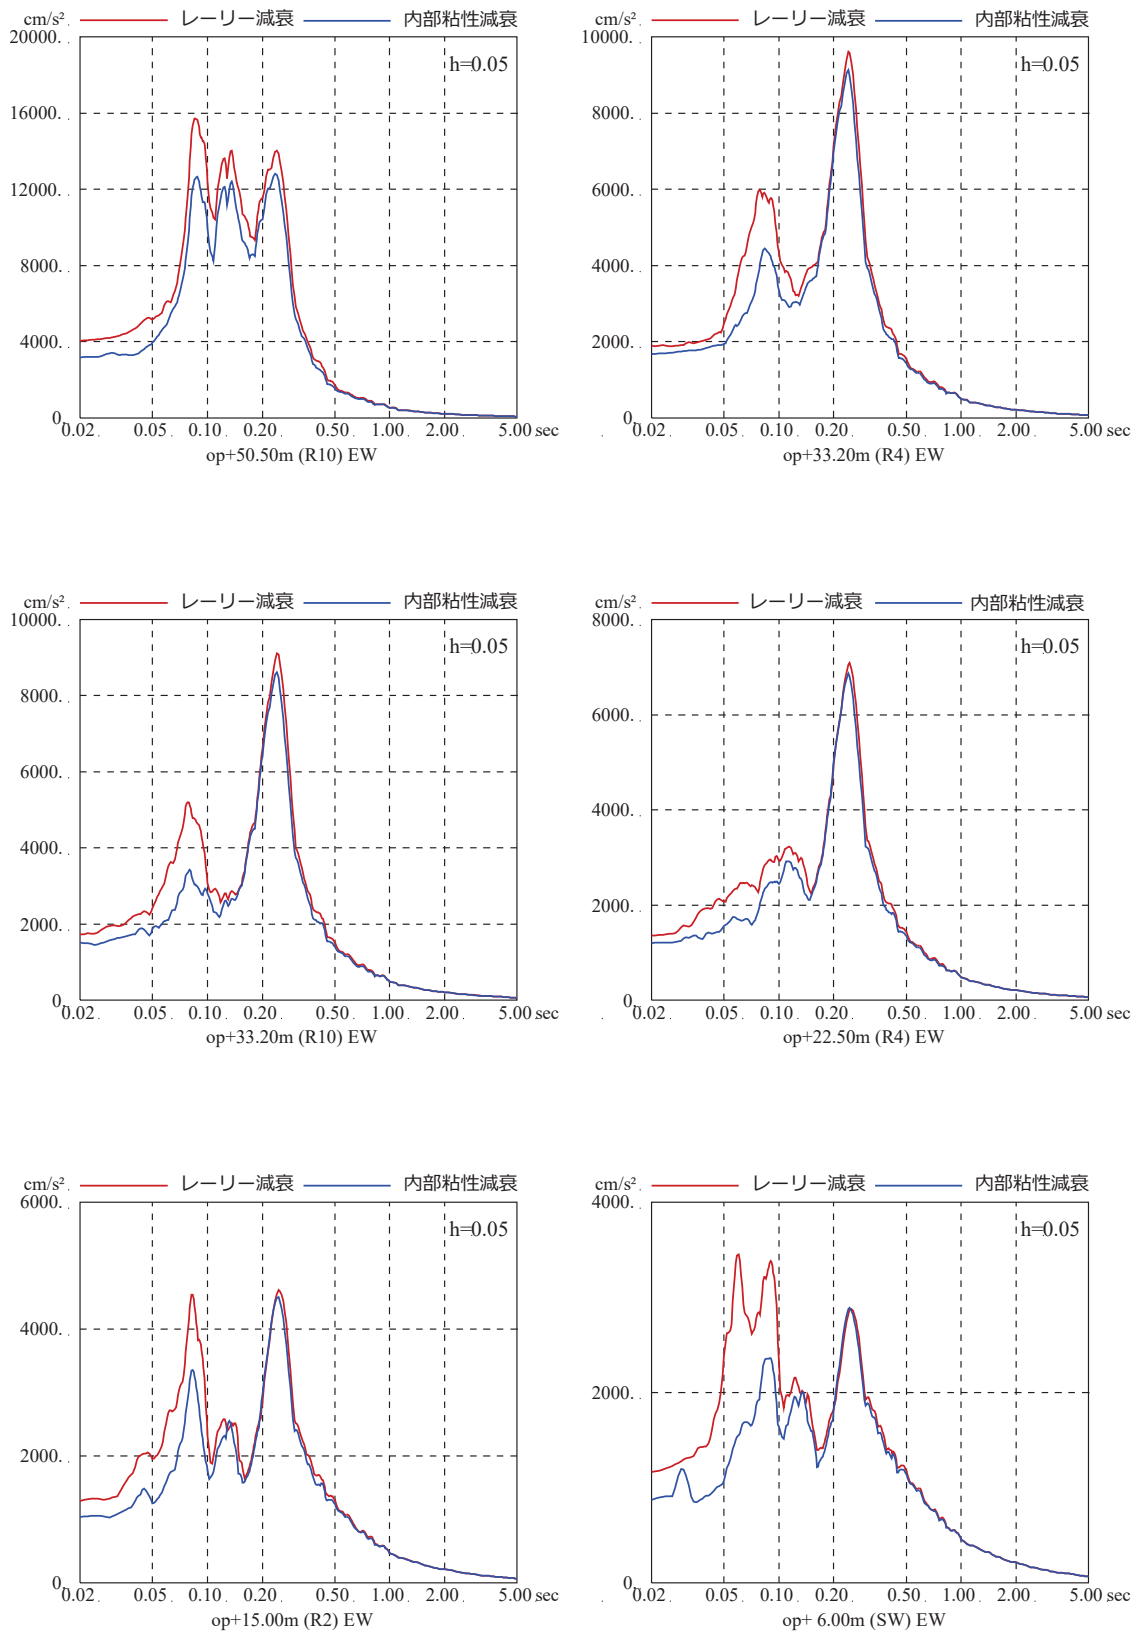 cm/s². レーリー減衰 内部粘性減衰
20000.
h=0.05
16000.
12000.
8000.
4000.
0.
0.02 0.05 0.10 0.20 0.50 1.00 2.00 5.00 sec
op+50.50m (R10) EW
cm/s². レーリー減衰 内部粘性減衰
10000.
h=0.05
8000.
6000.
4000.
2000.
0.
0.02 0.05 0.10 0.20 0.50 1.00 2.00 5.00 sec
op+33.20m (R4) EW
cm/s². レーリー減衰 内部粘性減衰
10000.
h=0.05
8000.
6000.
4000.
2000.
0.
0.02 0.05 0.10 0.20 0.50 1.00 2.00 5.00 sec
op+33.20m (R10) EW
cm/s². レーリー減衰 内部粘性減衰
8000.
h=0.05
6000.
4000.
2000.
0.
0.02 0.05 0.10 0.20 0.50 1.00 2.00 5.00 sec
op+22.50m (R4) EW
cm/s². レーリー減衰 内部粘性減衰
6000.
h=0.05
4000.
2000.
0.
0.02 0.05 0.10 0.20 0.50 1.00 2.00 5.00 sec
op+15.00m (R2) EW
cm/s². レーリー減衰 内部粘性減衰
4000.
h=0.05
2000.
0.
0.02 0.05 0.10 0.20 0.50 1.00 2.00 5.00 sec
op+ 6.00m (SW) EW